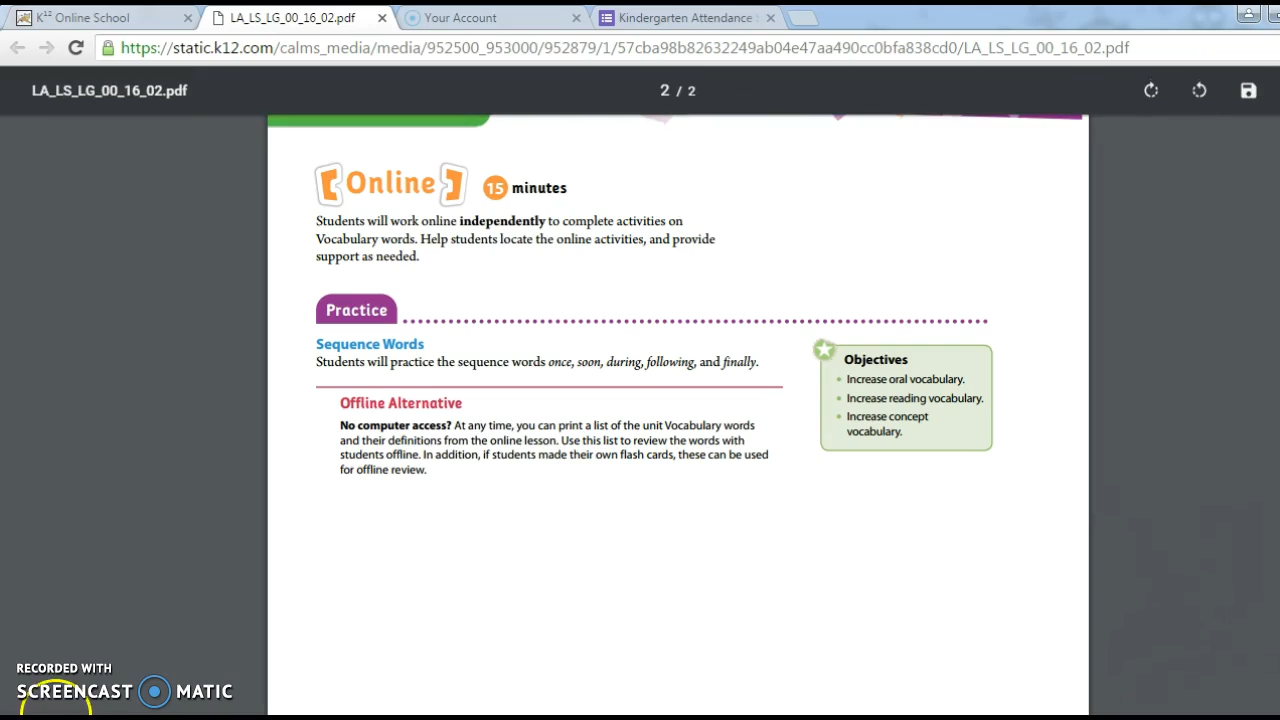 K¹² Online School
LA_LS_LG_00_16_02.pdf
Your Account
Kindergarten Attendance
https://static.k12.com/calms_media/media/952500_953000/952879/1/57cba98b82632249ab04e47aa490cc0bfa838cd0/LA_LS_LG_00_16_02.pdf
LA_LS_LG_00_16_02.pdf
2 / 2
Online
15 minutes
Students will work online independently to complete activities on
Vocabulary words. Help students locate the online activities, and provide
support as needed.
Practice
Sequence Words
Students will practice the sequence words once, soon, during, following, and finally.
Objectives
• Increase oral vocabulary.
• Increase reading vocabulary.
• Increase concept
vocabulary.
Offline Alternative
No computer access? At any time, you can print a list of the unit Vocabulary words
and their definitions from the online lesson. Use this list to review the words with
students offline. In addition, if students made their own flash cards, these can be used
for offline review.
RECORDED WITH
SCREENCAST MATIC